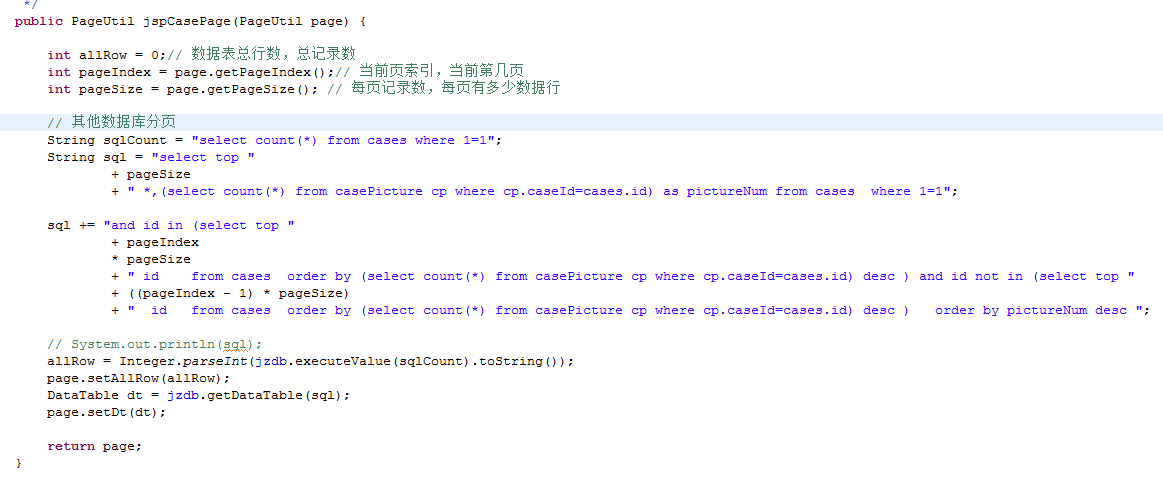 */
public PageUtil jspCasePage(PageUtil page) {
int allRow = 0;// 数据表总行数，总记录数
int pageIndex = page.getPageIndex();// 当前页索引，当前第几页
int pageSize = page.getPageSize(); // 每页记录数，每页有多少数据行
// 其他数据库分页
String sqlCount = "select count(*) from cases where 1=1";
String sql = "select top "
+ pageSize
+ " *,(select count(*) from casePicture cp where cp.caseId=cases.id) as pictureNum from cases  where 1=1";
sql += "and id in (select top "
+ pageIndex
* pageSize
+ " id   from cases  order by (select count(*) from casePicture cp where cp.caseId=cases.id) desc ) and id not in (select top "
+ ((pageIndex - 1) * pageSize)
+ "  id   from cases  order by (select count(*) from casePicture cp where cp.caseId=cases.id) desc )   order by pictureNum desc ";
// System.out.println(sql);
allRow = Integer.parseInt(jzdb.executeValue(sqlCount).toString());
page.setAllRow(allRow);
DataTable dt = jzdb.getDataTable(sql);
page.setDt(dt);
return page;
}